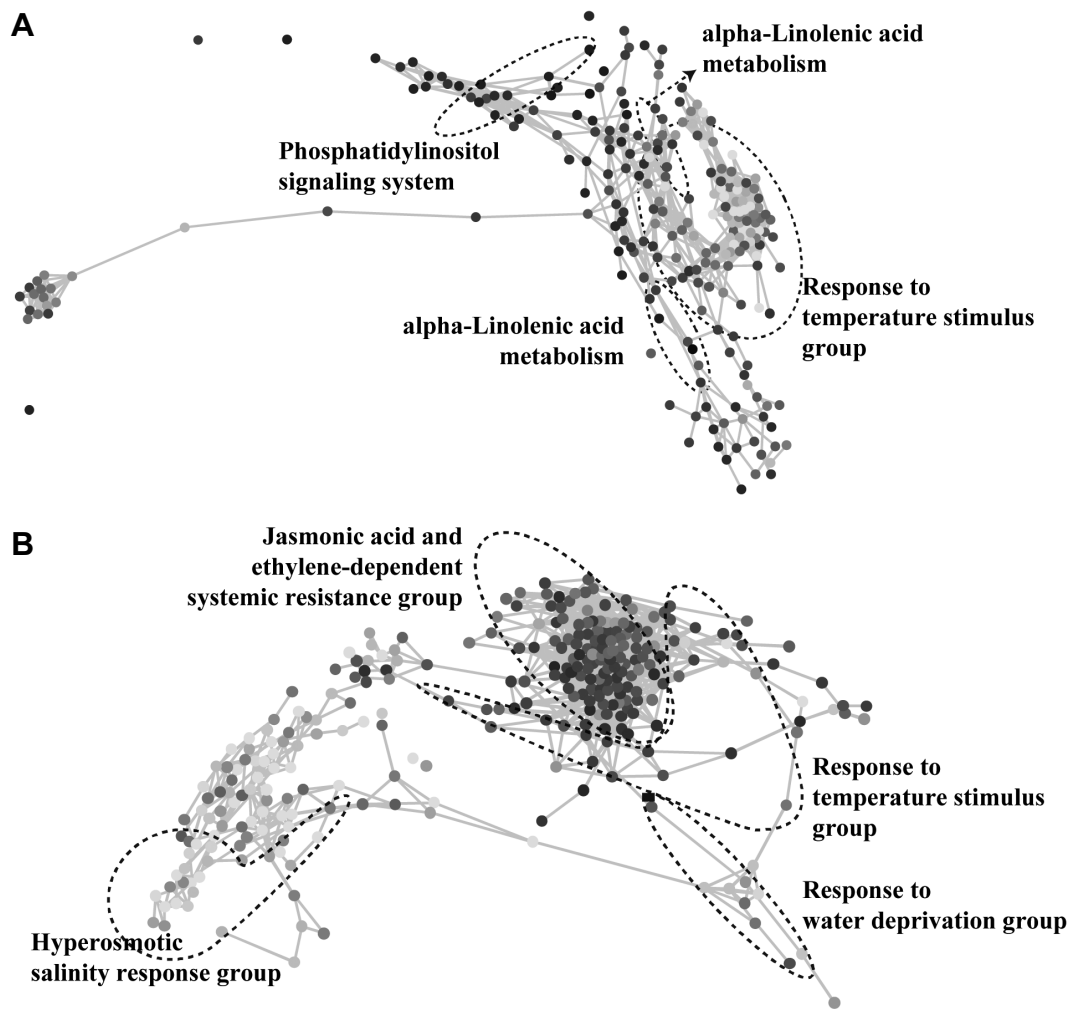 A
alpha-Linolenic acid
metabolism
Phosphatidylinositol
signaling system
Response to
temperature stimulus
group
alpha-Linolenic acid
metabolism
B
Jasmonic acid and
ethylene-dependent
systemic resistance group
Response to
temperature stimulus
group
Response to
water deprivation group
Hyperosmotic
salinity response group